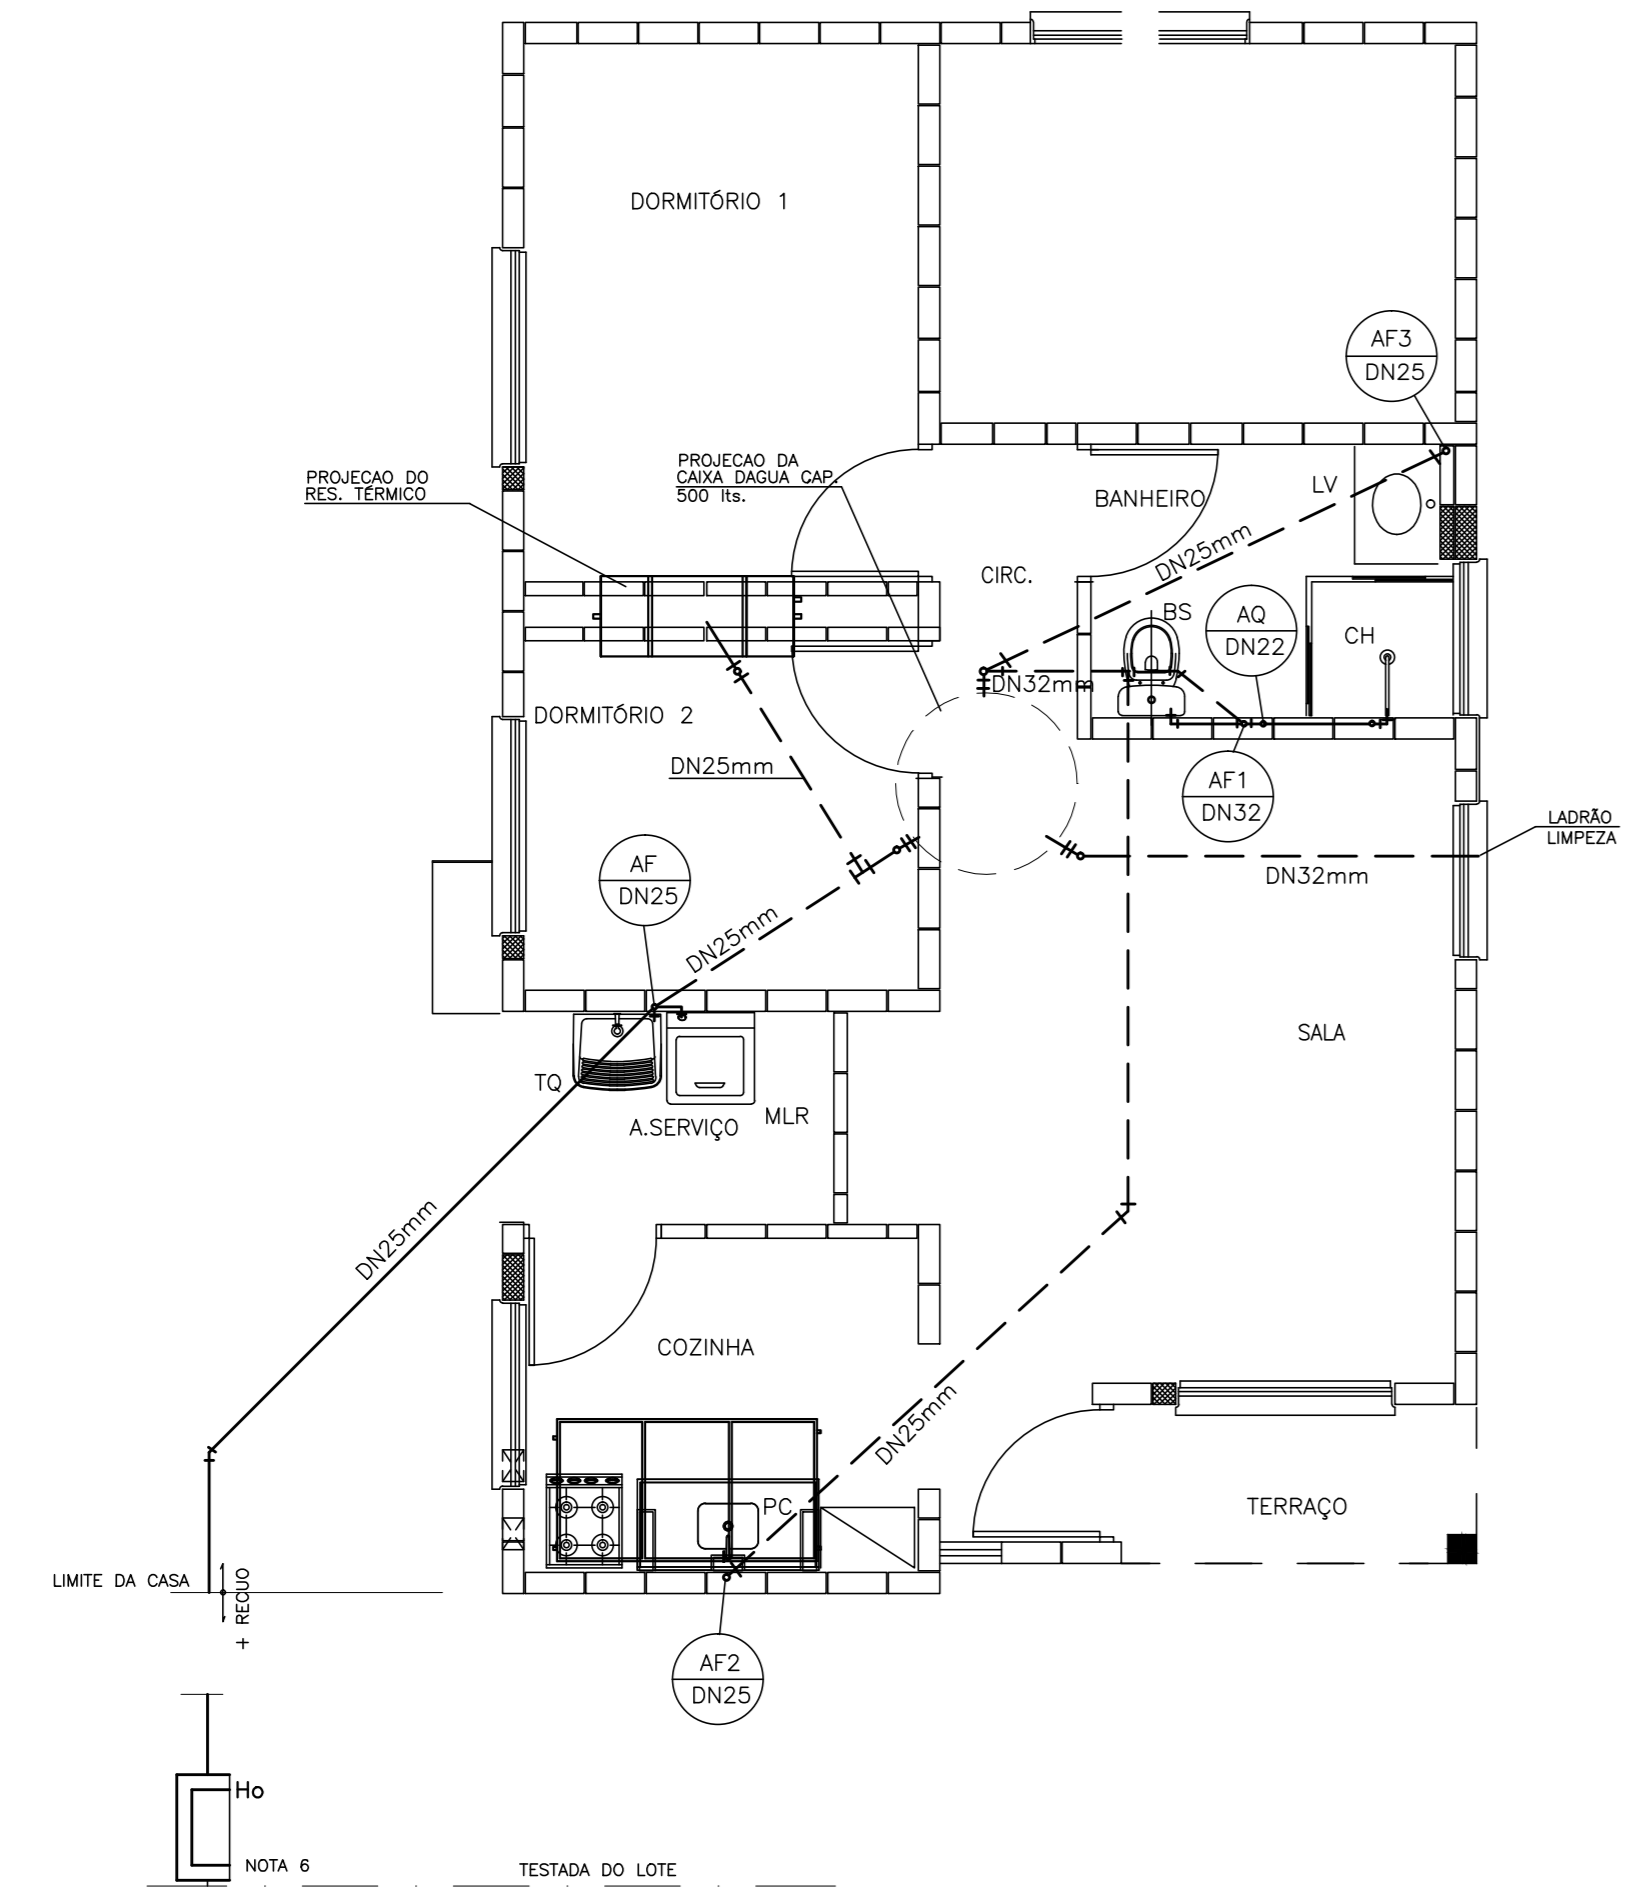 DORMITÓRIO 1
AF3
DN25
PROJECAO DO
RES. TÉRMICO
PROJECAO DA
CAIXA DAGUA CAP.
500 lts.
LV
BANHEIRO
DN25mm
CIRC.
BS
AQ
DN22
CH
DN32mm
DORMITÓRIO 2
DN25mm
AF1
DN32
LADRÃO
LIMPEZA
AF
DN25
DN32mm
DN25mm
SALA
TQ
MLR
A.SERVIÇO
DN25mm
COZINHA
DN25mm
PC
TERRAÇO
LIMITE DA CASA
+ RECUO
AF2
DN25
Ho
NOTA 6
TESTADA DO LOTE